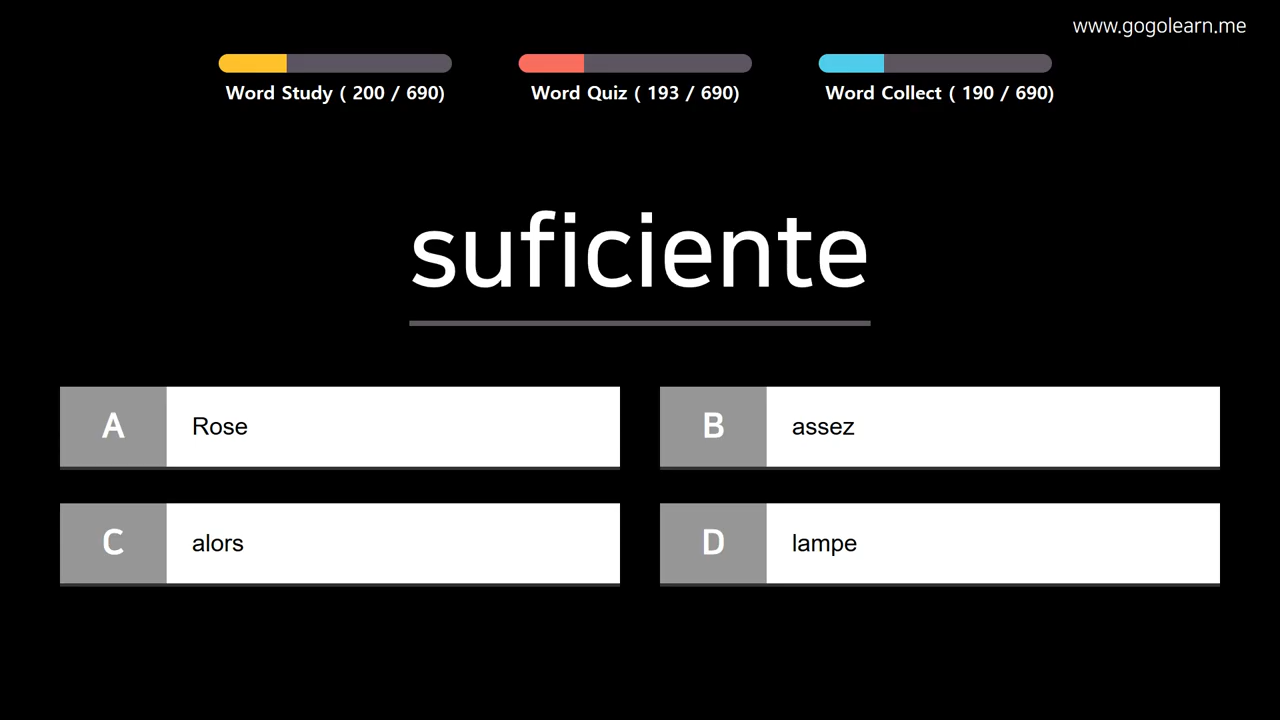 www.gogolearn.me
Word Study ( 200 / 690)
Word Quiz ( 193 / 690)
Word Collect ( 190 / 690)
suficiente
A Rose
B assez
C alors
D lampe